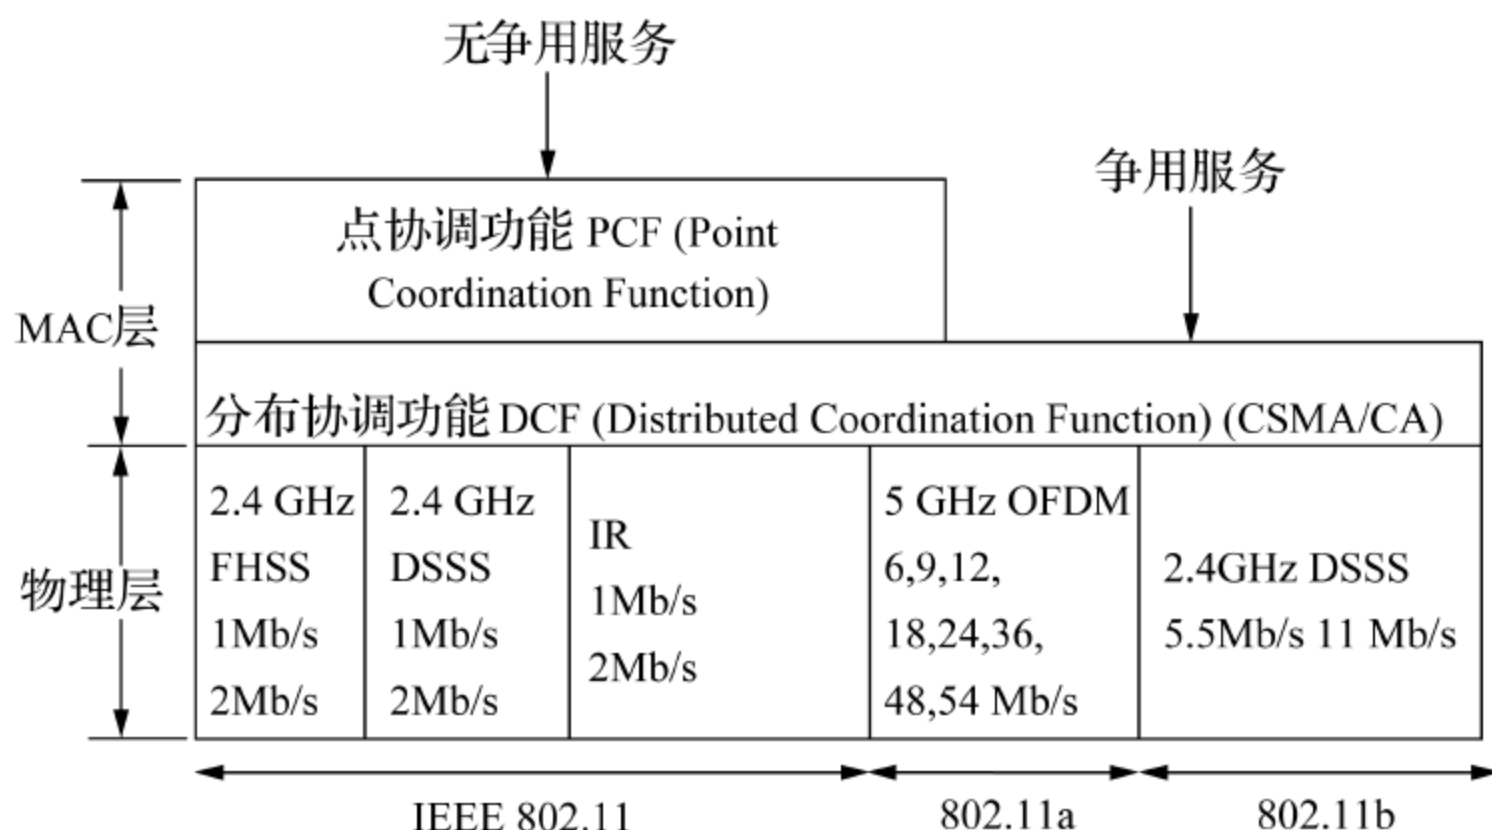 无争用服务
争用服务
点协调功能 PCF (Point
Coordination Function)
MAC层
分布协调功能 DCF (Distributed Coordination Function) (CSMA/CA)
物理层
2.4 GHz
FHSS
1Mb/s
2Mb/s
2.4 GHz
DSSS
1Mb/s
2Mb/s
IR
1Mb/s
2Mb/s
5 GHz OFDM
6,9,12,
18,24,36,
48,54 Mb/s
2.4GHz DSSS
5.5Mb/s 11 Mb/s
IEEE 802.11
802.11a
802.11b